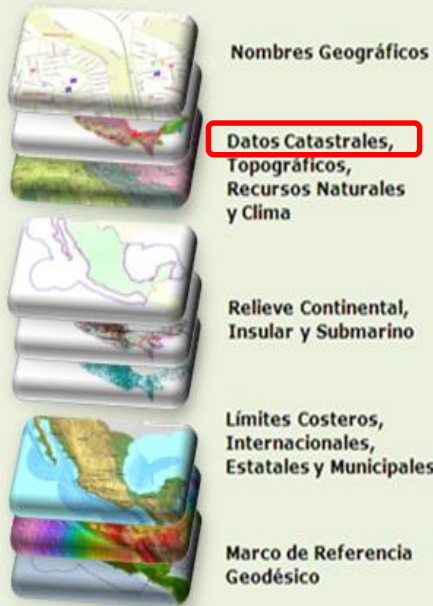 Nombres Geográficos
Datos Catastrales,
Topográficos,
Recursos Naturales
y Clima
Relieve Continental,
Insular y Submarino
Límites Costeros,
Internacionales,
Estatales y Municipales
Marco de Referencia
Geodésico